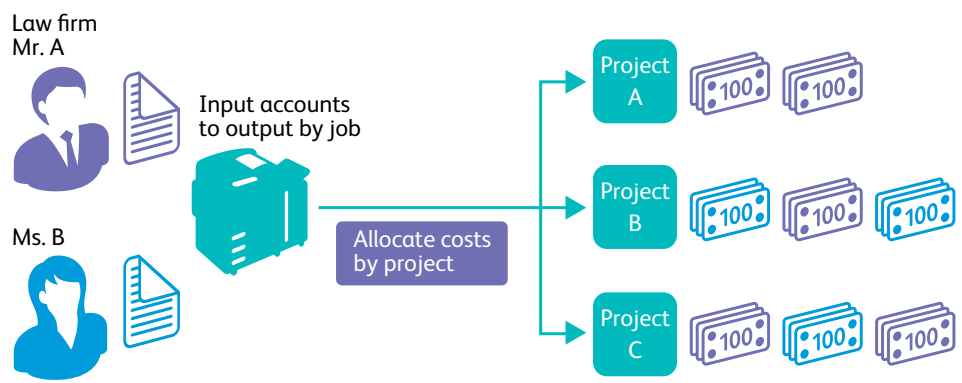 Law firm
Mr. A
Input accounts
to output by job
Ms. B
Allocate costs
by project
Project
A
100
100
Project
B
100
100
100
Project
C
100
100
100